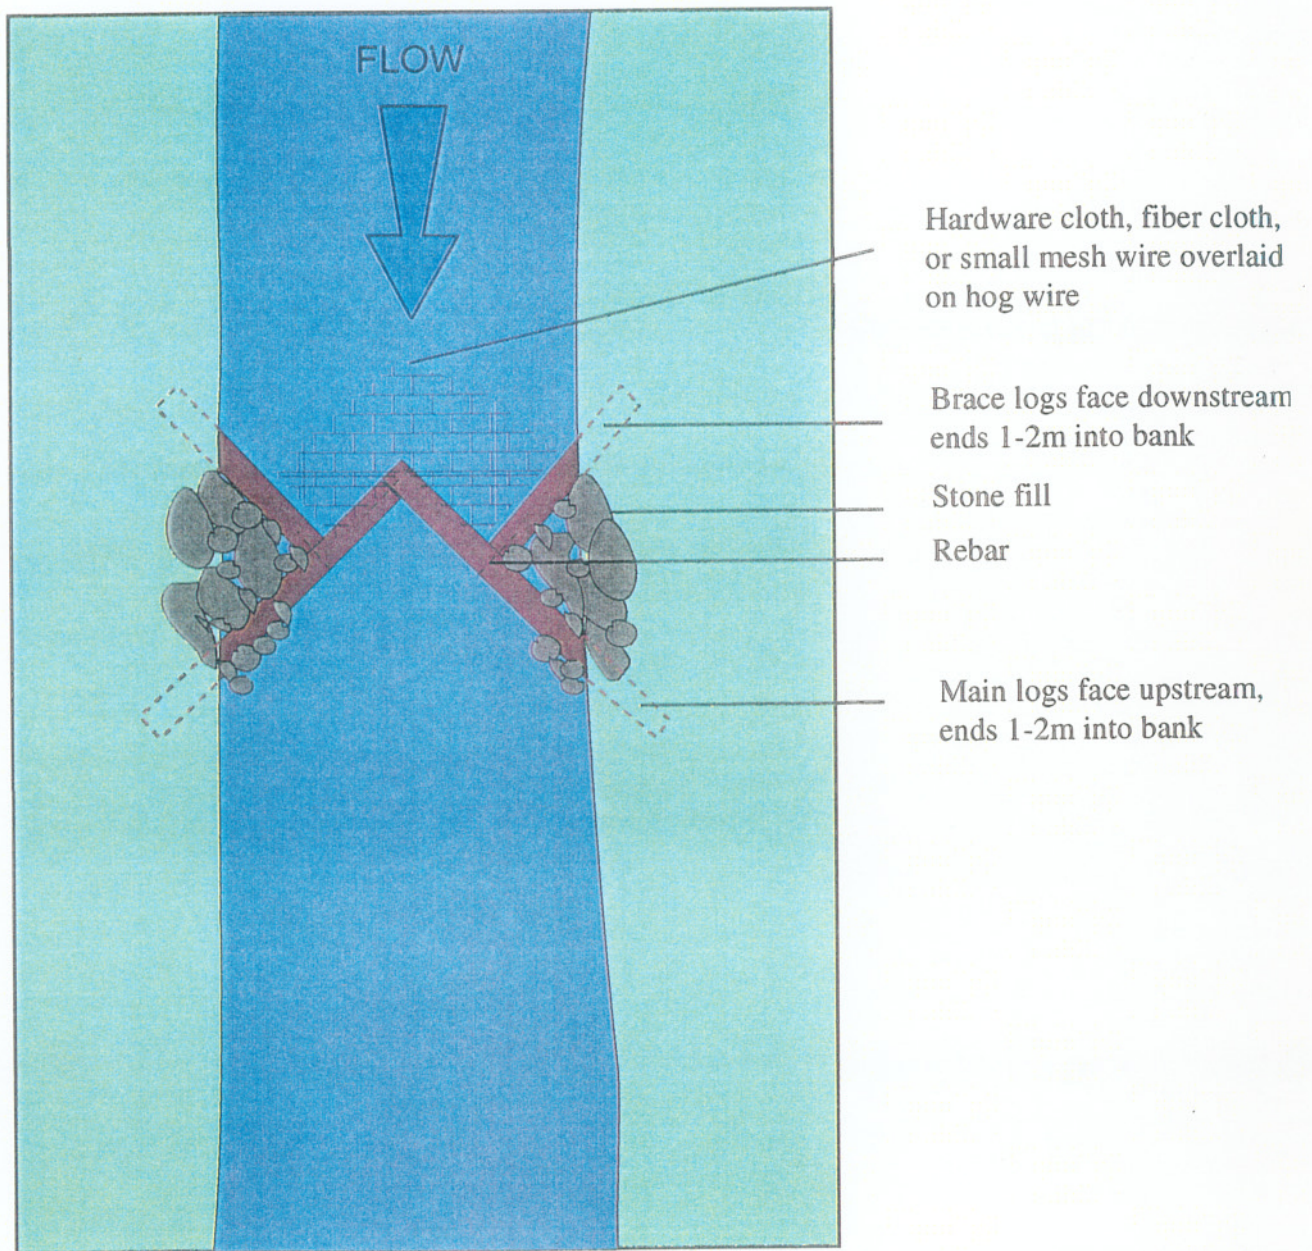 FLOW
Hardware cloth, fiber cloth,
or small mesh wire overlaid
on hog wire
Brace logs face downstream
ends 1-2m into bank
Stone fill
Rebar
Main logs face upstream,
ends 1-2m into bank